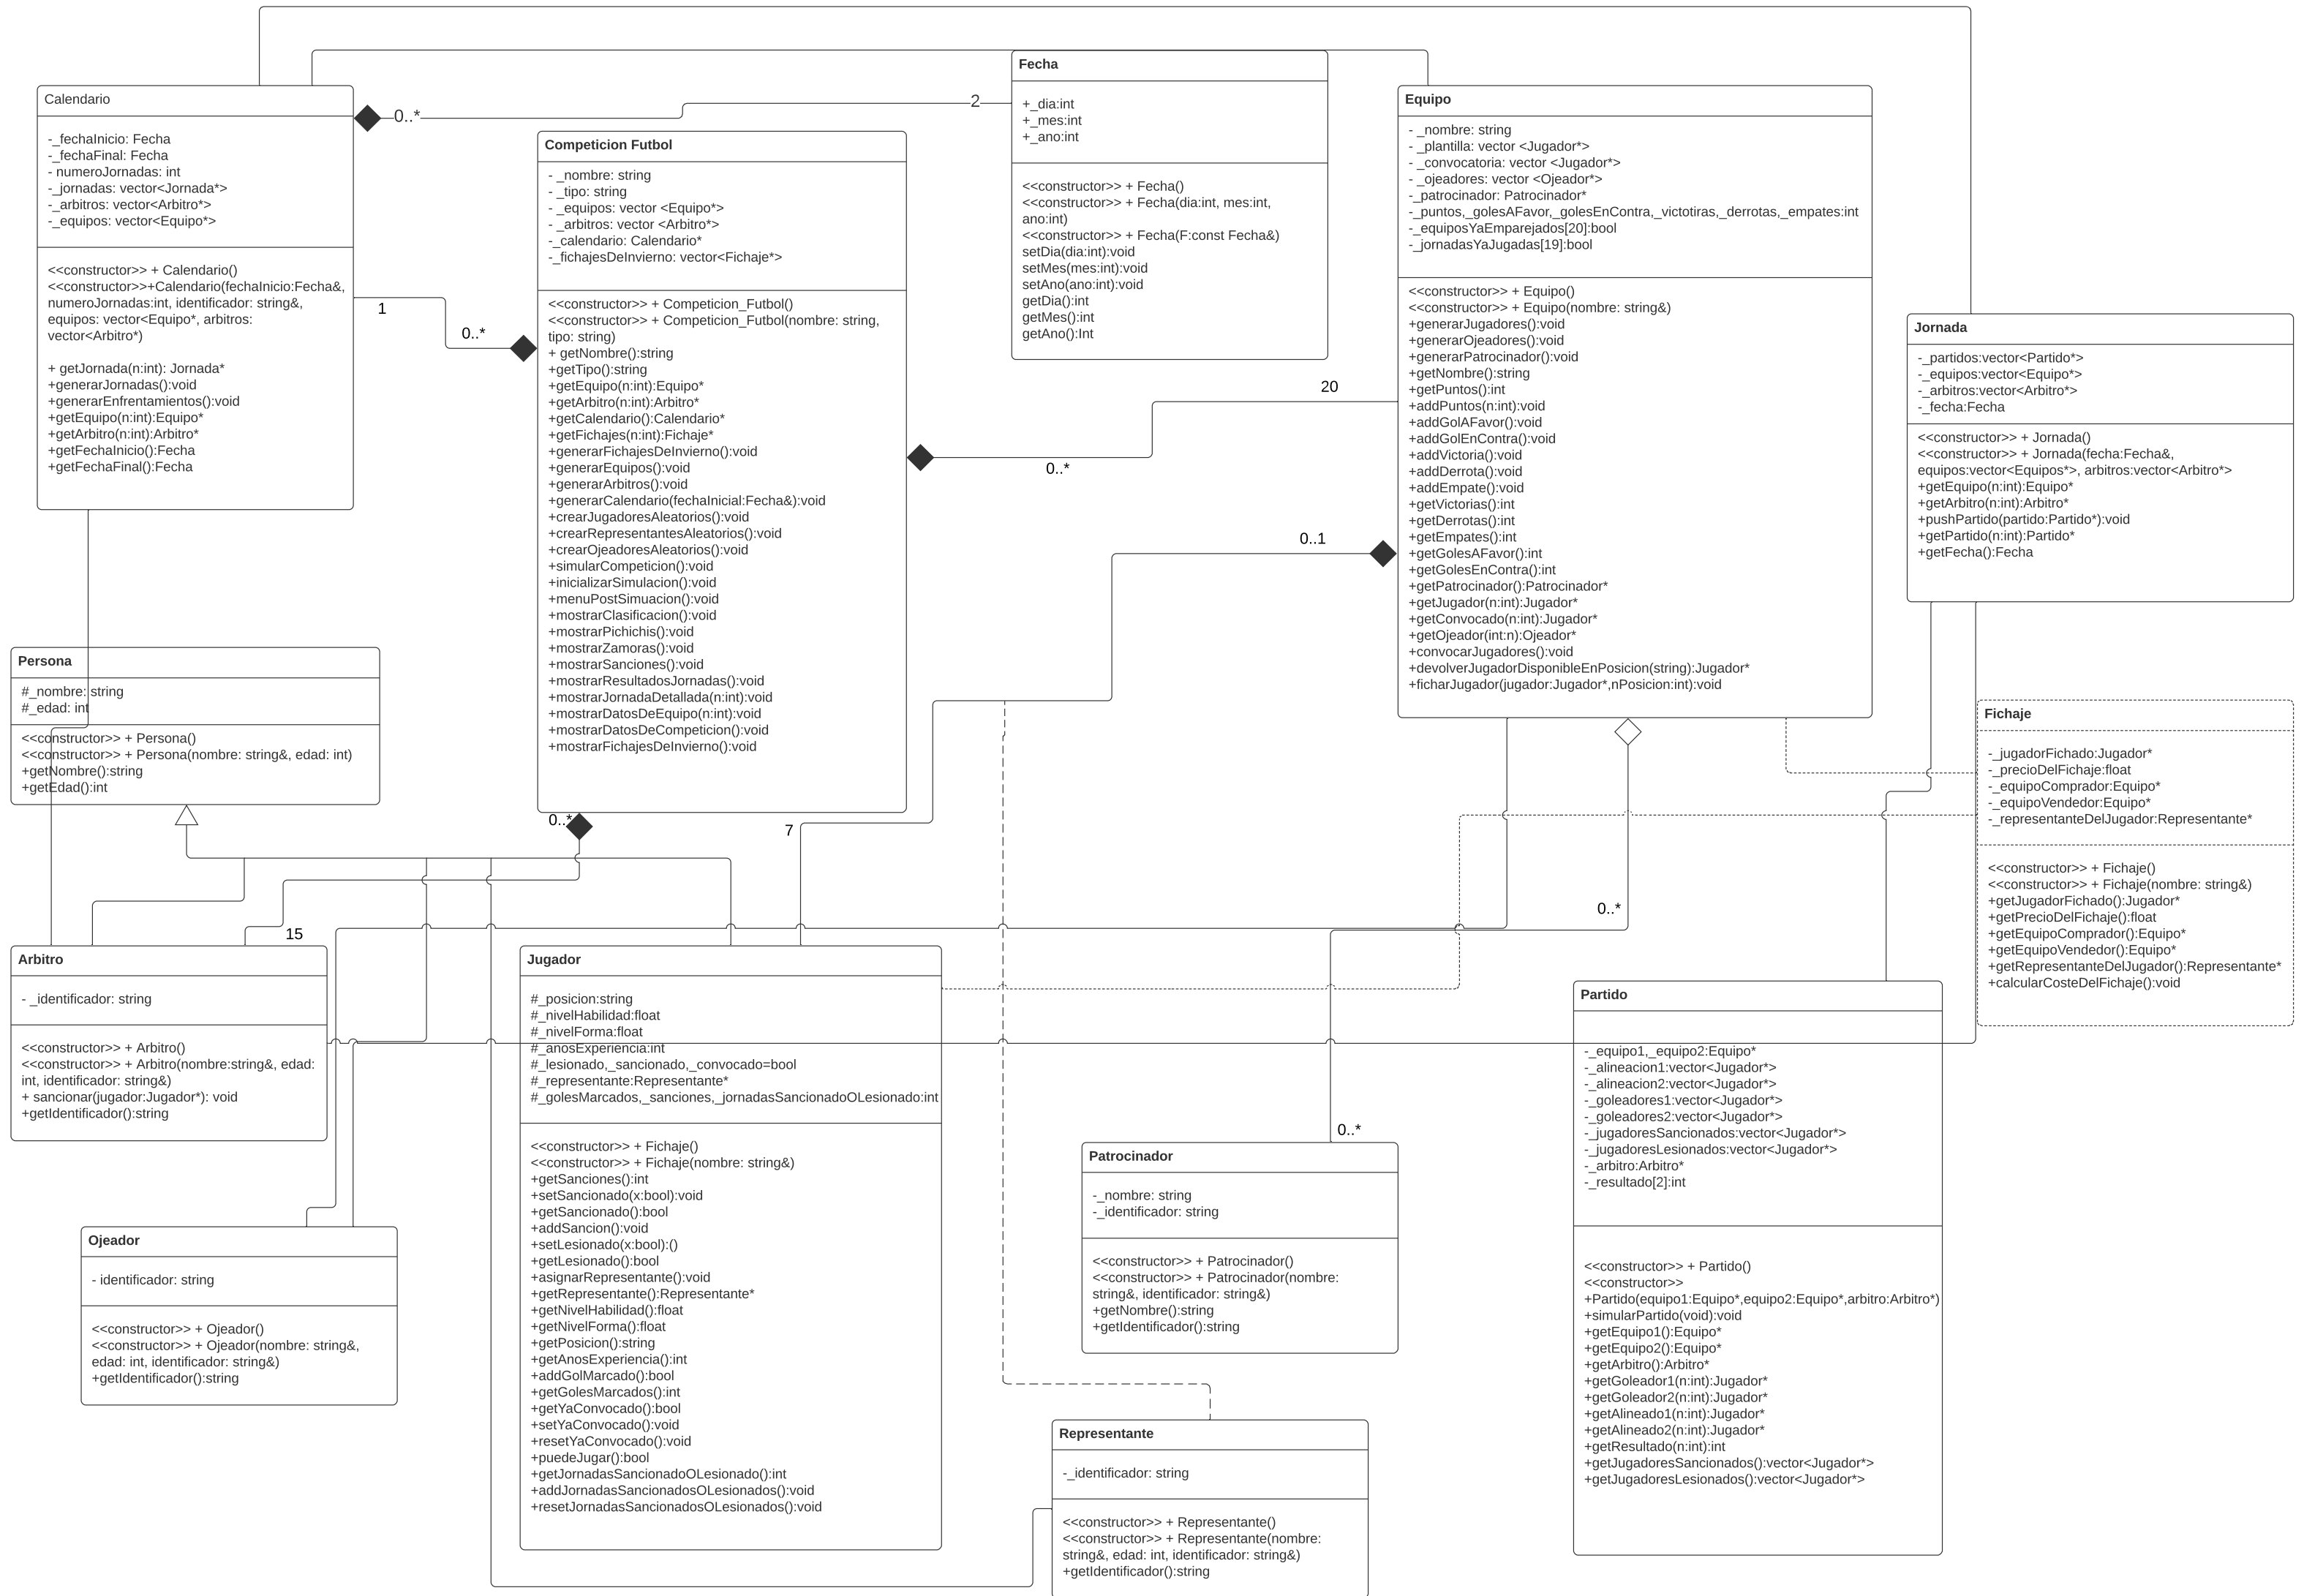 Calendario
-_fechaInicio: Fecha
-_fechaFinal: Fecha
- numeroJornadas: int
-_jornadas: vector<Jornada*>
-_arbitros: vector<Arbitro*>
-_equipos: vector<Equipo*>
<<constructor>> + Calendario()
<<constructor>>+Calendario(fechaInicio:Fecha&,
numeroJornadas:int, identificador: string&,
equipos: vector<Equipo*, arbitros:
vector<Arbitro*)
+ getJornada(n:int): Jornada*
+generarJornadas():void
+generarEnfrentamientos():void
+getEquipo(n:int):Equipo*
+getArbitro(n:int):Arbitro*
+getFechaInicio():Fecha
+getFechaFinal():Fecha
0..*
2
1
0..*
Competicion Futbol
- _nombre: string
- _tipo: string
- _equipos: vector <Equipo*>
- _arbitros: vector <Arbitro*>
-_calendario: Calendario*
-_fichajesDeInvierno: vector<Fichaje*>
<<constructor>> + Competicion_Futbol()
<<constructor>> + Competicion_Futbol(nombre: string,
tipo: string)
+ getNombre():string
+getTipo():string
+getEquipo(n:int):Equipo*
+getArbitro(n:int):Arbitro*
+getCalendario():Calendario*
+getFichajes(n:int):Fichaje*
+generarFichajesDeInvierno():void
+generarEquipos():void
+generarArbitros():void
+generarCalendario(fechaInicial:Fecha&):void
+crearJugadoresAleatorios():void
+crearRepresentantesAleatorios():void
+crearOjeadoresAleatorios():void
+simularCompeticion():void
+inicializarSimulacion():void
+menuPostSimuacion():void
+mostrarClasificacion():void
+mostrarPichichis():void
+mostrarZamoras():void
+mostrarSanciones():void
+mostrarResultadosJornadas():void
+mostrarJornadaDetallada(n:int):void
+mostrarDatosDeEquipo(n:int):void
+mostrarDatosDeCompeticion():void
+mostrarFichajesDeInvierno():void
Fecha
+_dia:int
+_mes:int
+_ano:int
<<constructor>> + Fecha()
<<constructor>> + Fecha(dia:int, mes:int,
ano:int)
<<constructor>> + Fecha(F:const Fecha&)
setDia(dia:int):void
setMes(mes:int):void
setAno(ano:int):void
getDia():int
getMes():int
getAno():Int
20
0..*
0..1
Equipo
- _nombre: string
- _plantilla: vector <Jugador*>
- _convocatoria: vector <Jugador*>
- _ojeadores: vector <Ojeador*>
-_patrocinador: Patrocinador*
-_puntos,_golesAFavor,_golesEnContra,_victotiras,_derrotas,_empates:int
-_equiposYaEmparejados[20]:bool
-_jornadasYaJugadas[19]:bool
<<constructor>> + Equipo()
<<constructor>> + Equipo(nombre: string&)
+generarJugadores():void
+generarOjeadores():void
+generarPatrocinador():void
+getNombre():string
+getPuntos():int
+addPuntos(n:int):void
+addGolAFavor():void
+addGolEnContra():void
+addVictoria():void
+addDerrota():void
+addEmpate():void
+getVictorias():int
+getDerrotas():int
+getEmpates():int
+getGolesAFavor():int
+getGolesEnContra():int
+getPatrocinador():Patrocinador*
+getJugador(n:int):Jugador*
+getConvocado(n:int):Jugador*
+getOjeador(int:n):Ojeador*
+convocarJugadores():void
+devolverJugadorDisponibleEnPosicion(string):Jugador*
+ficharJugador(jugador:Jugador*,nPosicion:int):void
Jornada
-_partidos:vector<Partido*>
-_equipos:vector<Equipo*>
-_arbitros:vector<Arbitro*>
-_fecha:Fecha
<<constructor>> + Jornada()
<<constructor>> + Jornada(fecha:Fecha&,
equipos:vector<Equipos*>, arbitros:vector<Arbitro*>
+getEquipo(n:int):Equipo*
+getArbitro(n:int):Arbitro*
+pushPartido(partido:Partido*):void
+getPartido(n:int):Partido*
+getFecha():Fecha
Persona
#_nombre: string
#_edad: int
<<constructor>> + Persona()
<<constructor>> + Persona(nombre: string&, edad: int)
+getNombre():string
+getEdad():int
0..*
7
15
0..*
0..*
Fichaje
-_jugadorFichado:Jugador*
-_precioDelFichaje:float
-_equipoComprador:Equipo*
-_equipoVendedor:Equipo*
-_representanteDelJugador:Representante*
<<constructor>> + Fichaje()
<<constructor>> + Fichaje(nombre: string&)
+getJugadorFichado():Jugador*
+getPrecioDelFichaje():float
+getEquipoComprador():Equipo*
+getEquipoVendedor():Equipo*
+getRepresentanteDelJugador():Representante*
+calcularCosteDelFichaje():void
Arbitro
- _identificador: string
<<constructor>> + Arbitro()
<<constructor>> + Arbitro(nombre:string&, edad:
int, identificador: string&)
+ sancionar(jugador:Jugador*): void
+getIdentificador():string
Jugador
#_posicion:string
#_nivelHabilidad:float
#_nivelForma:float
#_anosExperiencia:int
#_lesionado,_sancionado,_convocado=bool
#_representante:Representante*
#_golesMarcados,_sanciones,_jornadasSancionadoOLesionado:int
<<constructor>> + Fichaje()
<<constructor>> + Fichaje(nombre: string&)
+getSanciones():int
+setSancionado(x:bool):void
+getSancionado():bool
+addSancion():void
+setLesionado(x:bool):()
+getLesionado():bool
+asignarRepresentante():void
+getRepresentante():Representante*
+getNivelHabilidad():float
+getNivelForma():float
+getPosicion():string
+getAnosExperiencia():int
+addGolMarcado():bool
+getGolesMarcados():int
+getYaConvocado():bool
+setYaConvocado():void
+resetYaConvocado():void
+puedeJugar():bool
+getJornadasSancionadoOLesionado():int
+addJornadasSancionadosOLesionados():void
+resetJornadasSancionadosOLesionados():void
Partido
-_equipo1,_equipo2:Equipo*
-_alineacion1:vector<Jugador*>
-_alineacion2:vector<Jugador*>
-_goleadores1:vector<Jugador*>
-_goleadores2:vector<Jugador*>
-_jugadoresSancionados:vector<Jugador*>
-_jugadoresLesionados:vector<Jugador*>
-_arbitro:Arbitro*
-_resultado[2]:int
<<constructor>> + Partido()
<<constructor>>
+Partido(equipo1:Equipo*,equipo2:Equipo*,arbitro:Arbitro*)
+simularPartido(void):void
+getEquipo1():Equipo*
+getEquipo2():Equipo*
+getArbitro():Arbitro*
+getGoleador1(n:int):Jugador*
+getGoleador2(n:int):Jugador*
+getAlineado1(n:int):Jugador*
+getAlineado2(n:int):Jugador*
+getResultado(n:int):int
+getJugadoresSancionados():vector<Jugador*>
+getJugadoresLesionados():vector<Jugador*>
Patrocinador
-_nombre: string
-_identificador: string
<<constructor>> + Patrocinador()
<<constructor>> + Patrocinador(nombre:
string&, identificador: string&)
+getNombre():string
+getIdentificador():string
Ojeador
- identificador: string
<<constructor>> + Ojeador()
<<constructor>> + Ojeador(nombre: string&,
edad: int, identificador: string&)
+getIdentificador():string
Representante
-_identificador: string
<<constructor>> + Representante()
<<constructor>> + Representante(nombre:
string&, edad: int, identificador: string&)
+getIdentificador():string